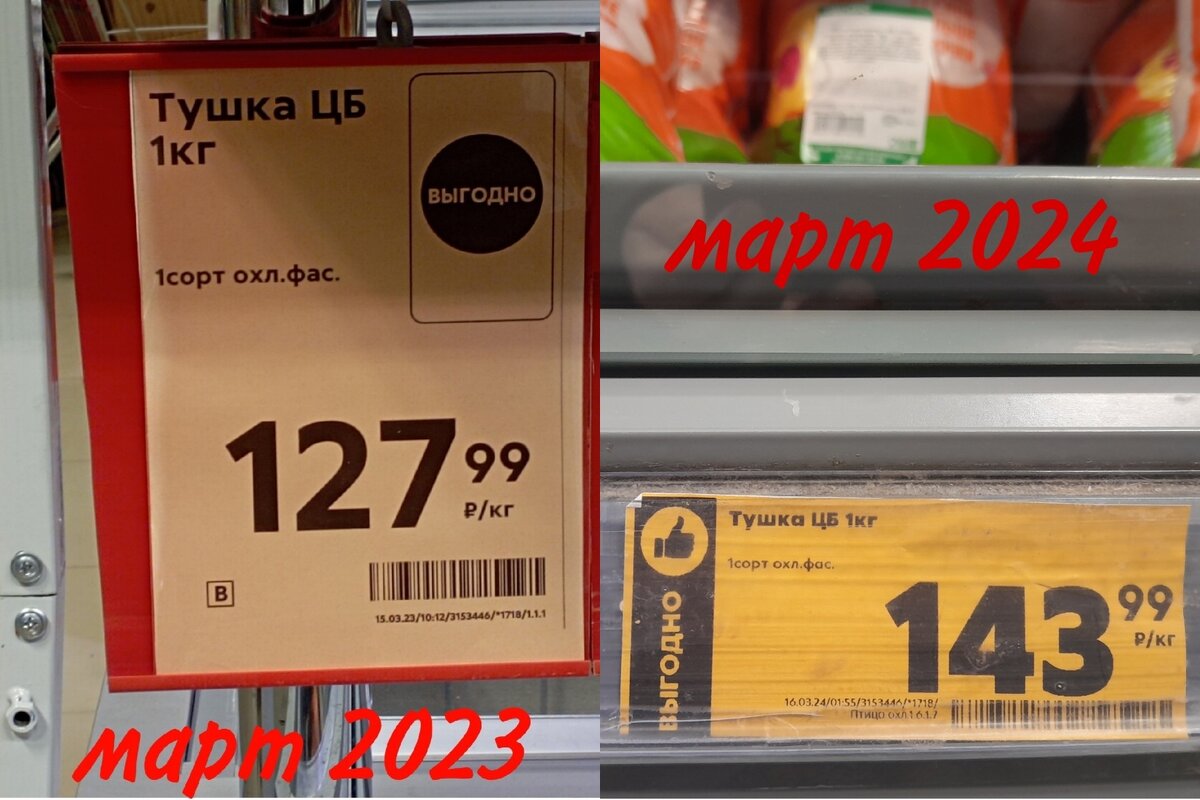 Тушка ЦБ
1кг
ВЫГОДНО
1сорт охл.фас.
127 99
₽/кг
В
15.03.23/10:12/3153446/*1718/1.1.1
март 2023
март 2024
ВЫГОДНО
Тушка ЦБ 1кг
1сорт охл.фас.
143 99
₽/кг
16.03.24/01:55/3153446/*1718/
Птица охл.1.6.1.7